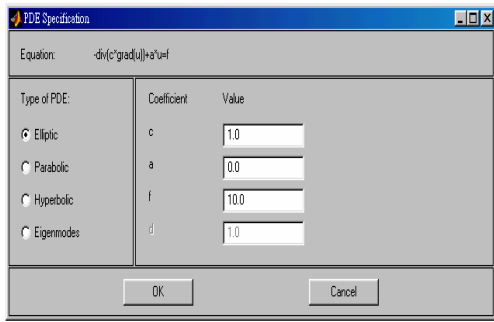 PDE Specification
Equation: -div(c*grad(u))+a*u=f
Type of PDE: Coefficient Value
Elliptic c 1.0
Parabolic a 0.0
Hyperbolic f 10.0
Eigenmodes d 1.0
OK Cancel